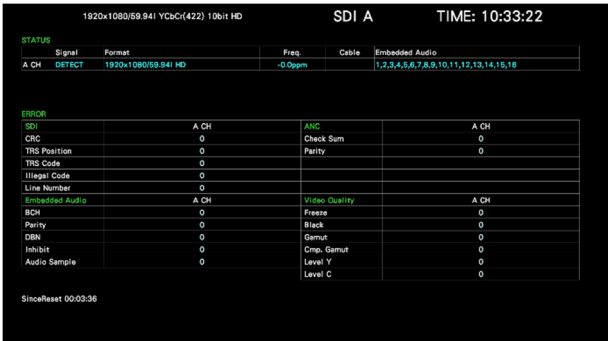 1920x1080/59.94I YCbCr(422) 10bit HD SDI A TIME: 10:33:22
STATUS
Signal Format Freq. Cable Embedded Audio
A CH DETECT 1920x1080/59.94I HD -0.0ppm 1,2,3,4,5,6,7,8,9,10,11,12,13,14,15,16
ERROR
SDI A CH ANC A CH
CRC 0 Check Sum 0
TRS Position 0 Parity 0
TRS Code 0
Illegal Code 0
Line Number 0
Embedded Audio A CH Video Quality A CH
BCH 0 Freeze 0
Parity 0 Black 0
DBN 0 Gamut 0
Inhibit 0 Cmp. Gamut 0
Audio Sample 0 Level Y 0
Level C 0
SinceReset 00:03:36